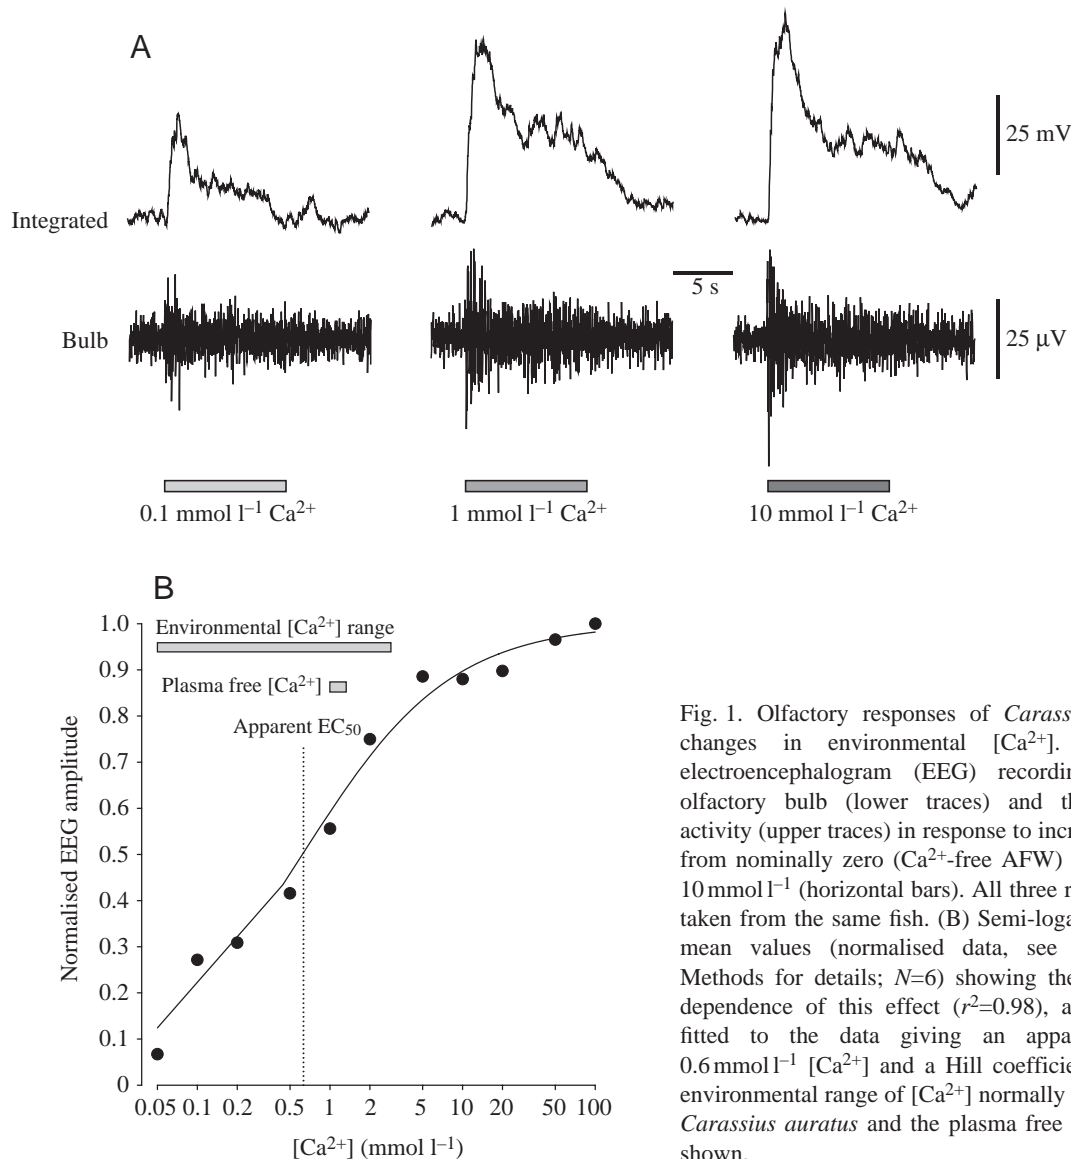 A
25 mV
Integrated
5 s
Bulb
25 μV
0.1 mmol l⁻¹ Ca²⁺
1 mmol l⁻¹ Ca²⁺
10 mmol l⁻¹ Ca²⁺
B
1.0
0.9
0.8
0.7
0.6
0.5
0.4
0.3
0.2
0.1
0
Normalised EEG amplitude
Environmental [Ca²⁺] range
Plasma free [Ca²⁺]
Apparent EC₅₀
0.05 0.1 0.2 0.5 1 2 5 10 20 50 100
[Ca²⁺] (mmol l⁻¹)
Fig. 1. Olfactory responses of Carass
changes in environmental [Ca²⁺].
electroencephalogram (EEG) recordin
olfactory bulb (lower traces) and th
activity (upper traces) in response to incr
from nominally zero (Ca²⁺-free AFW)
10 mmol l⁻¹ (horizontal bars). All three r
taken from the same fish. (B) Semi-loga
mean values (normalised data, see
Methods for details; N=6) showing the
dependence of this effect (r²=0.98), a
fitted to the data giving an appa
0.6 mmol l⁻¹ [Ca²⁺] and a Hill coefficie
environmental range of [Ca²⁺] normally
Carassius auratus and the plasma free
shown.